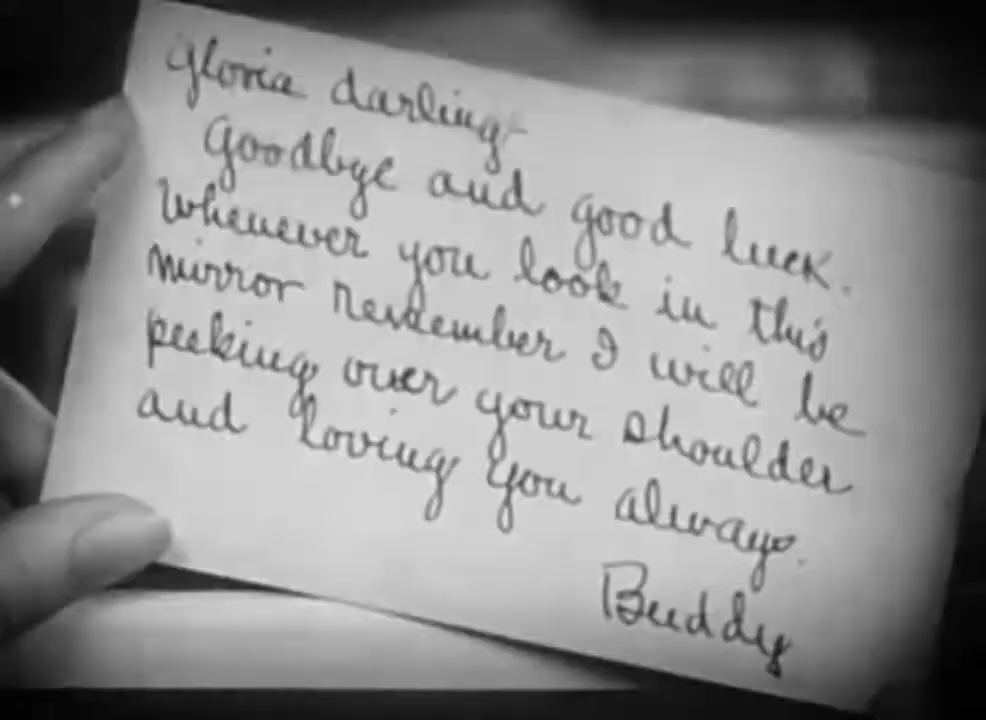 Gloria darling-
Goodbye and good luck.
Whenever you look in this
mirror remember I will be
peeking over your shoulder
and loving you always.
Buddy